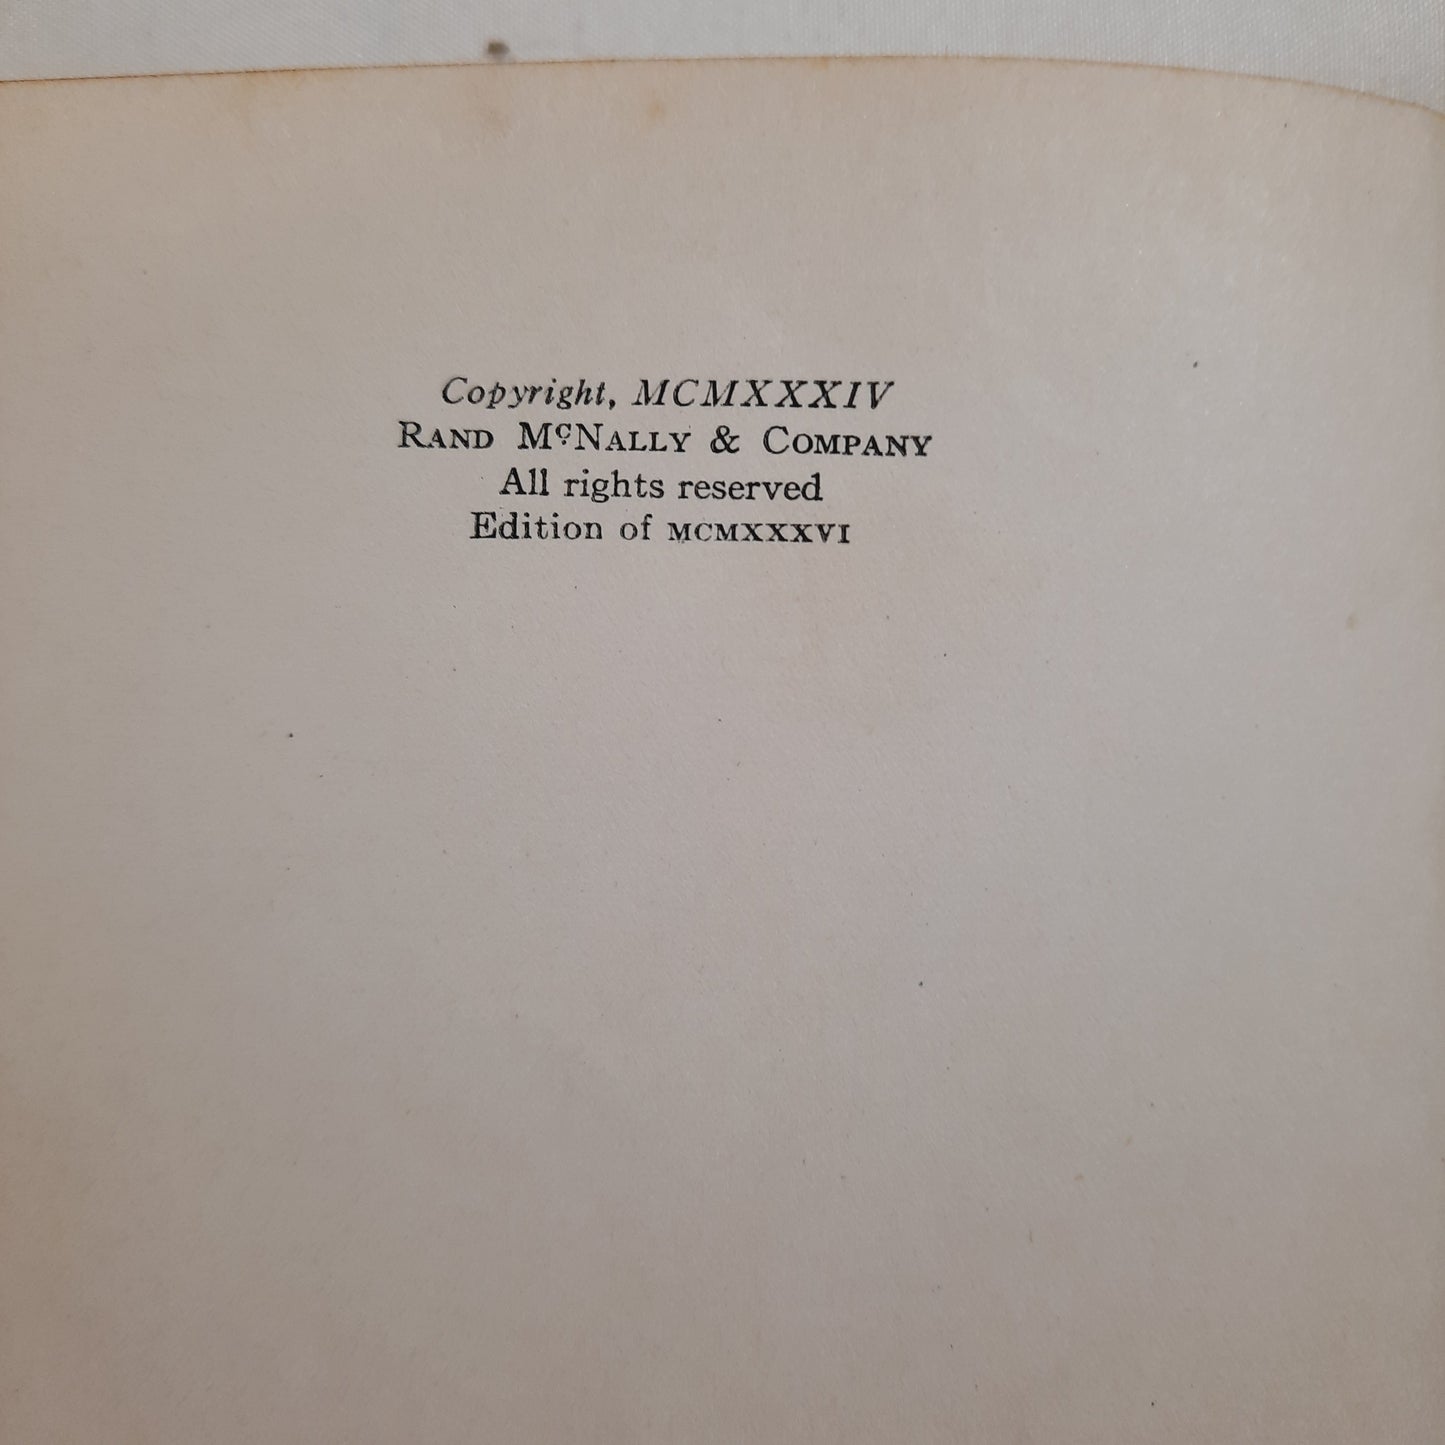 Copyright, MCMXXXIV
RAND MCNALLY & COMPANY
All rights reserved
Edition of MCMXXXVI